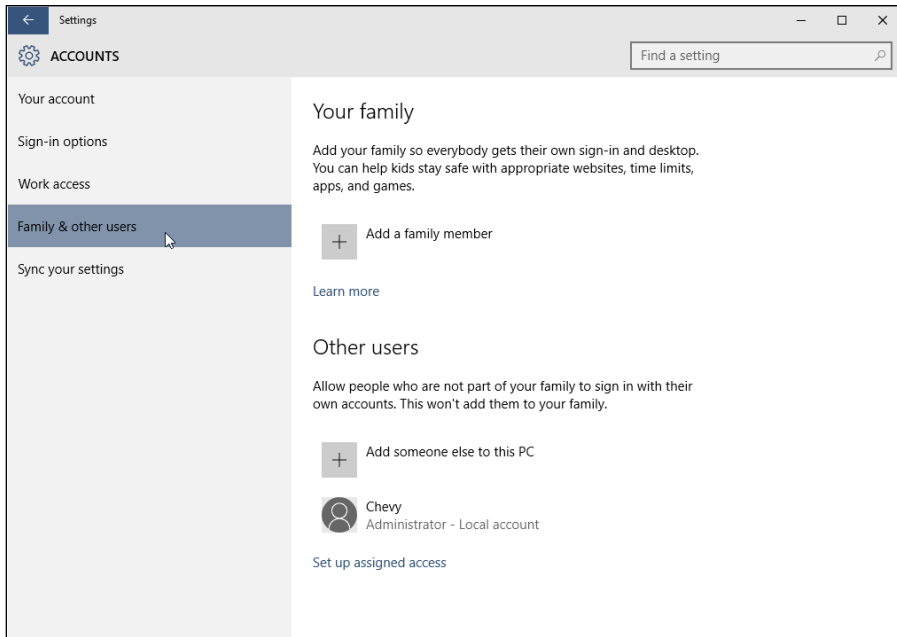 Settings
ACCOUNTS
Find a setting
Your account
Sign-in options
Work access
Family & other users
Sync your settings
Your family
Add your family so everybody gets their own sign-in and desktop.
You can help kids stay safe with appropriate websites, time limits,
apps, and games.
Add a family member
Learn more
Other users
Allow people who are not part of your family to sign in with their
own accounts. This won't add them to your family.
Add someone else to this PC
Chevy
Administrator - Local account
Set up assigned access